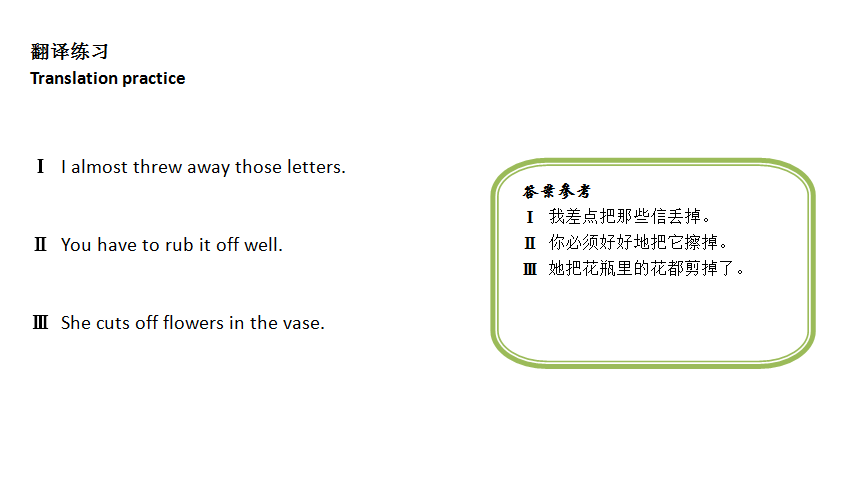 翻译练习
Translation practice
Ⅰ I almost threw away those letters.
Ⅱ You have to rub it off well.
Ⅲ She cuts off flowers in the vase.
答案参考
Ⅰ 我差点把那些信丢掉。
Ⅱ 你必须好好地把它擦掉。
Ⅲ 她把花瓶里的花都剪掉了。